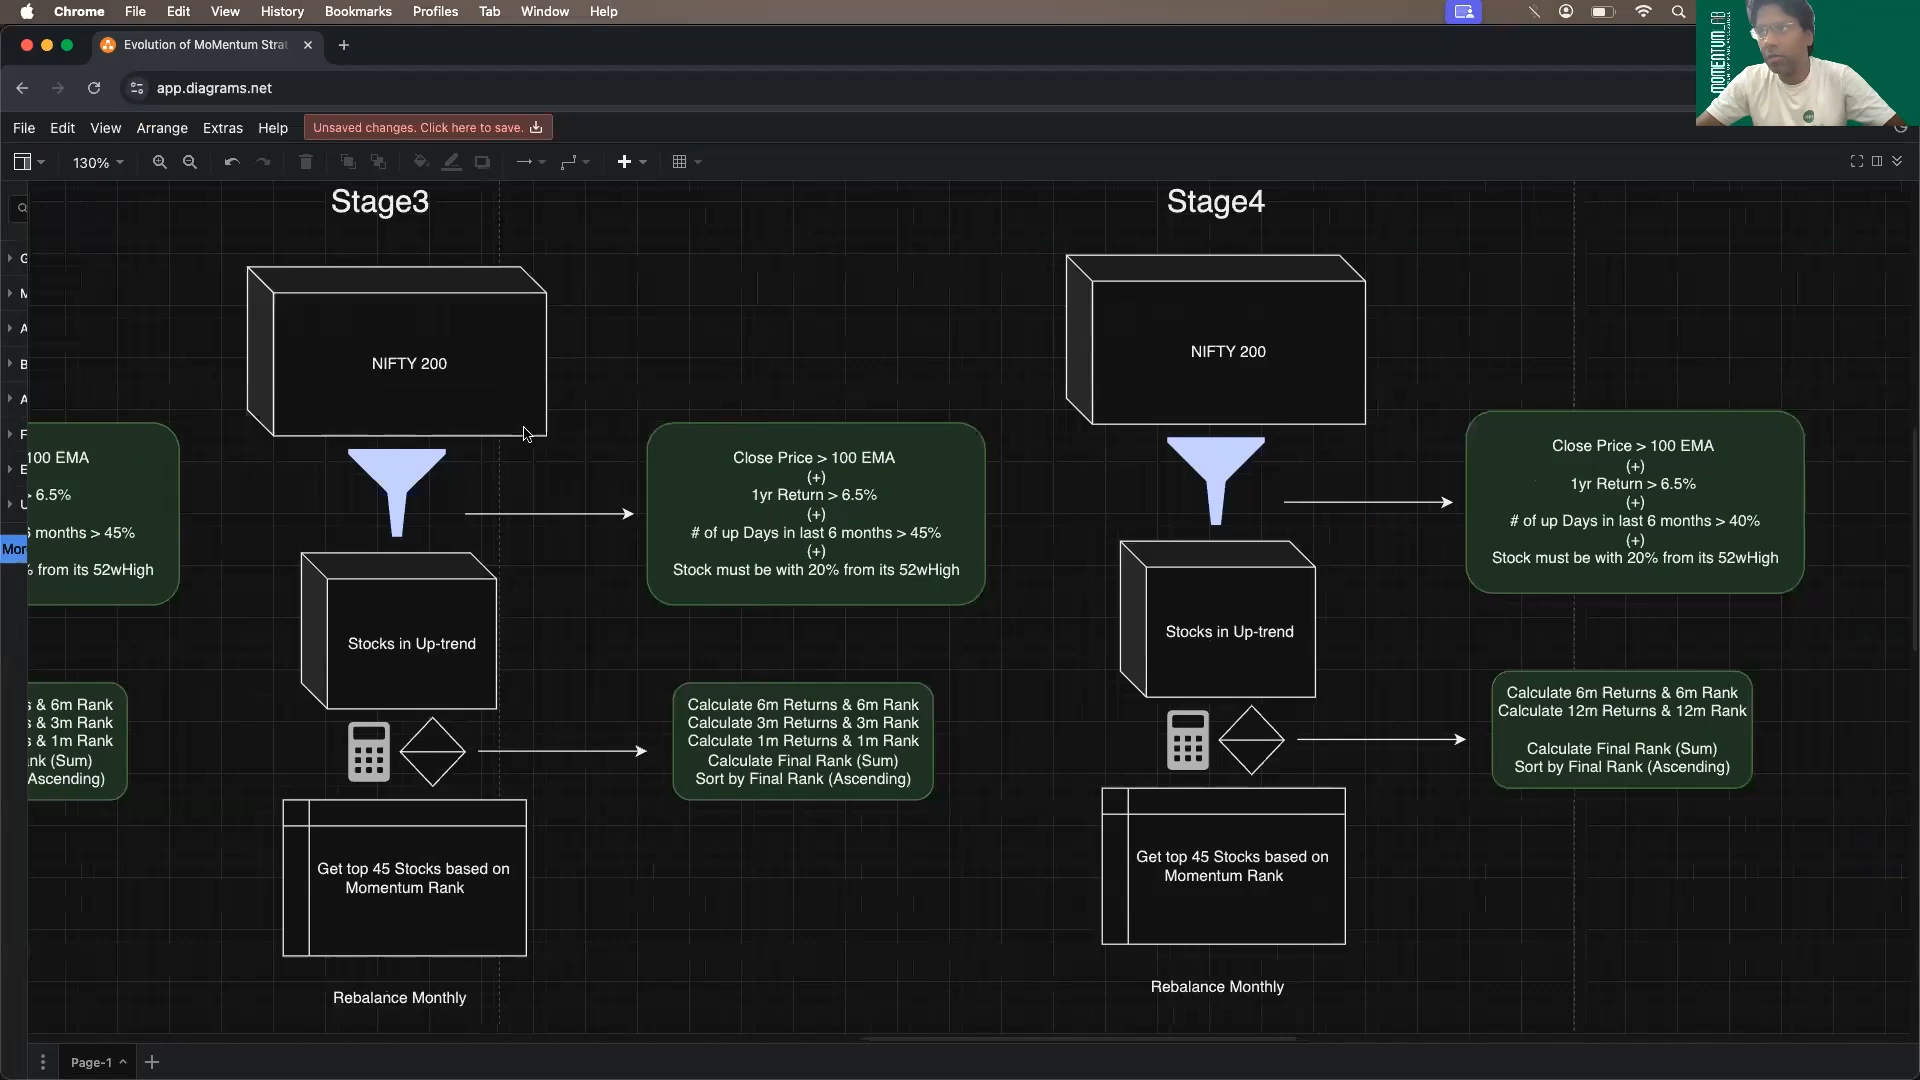 Chrome File Edit View History Bookmarks Profiles Tab Window Help
Evolution of MoMentum Strat
app.diagrams.net
File Edit View Arrange Extras Help Unsaved changes. Click here to save.
130%
MOMENTUM_LAB
Stage3
NIFTY 200
100 EMA
> 6.5%
months > 45%
% from its 52wHigh
Close Price > 100 EMA
(+)
1yr Return > 6.5%
(+)
# of up Days in last 6 months > 45%
(+)
Stock must be with 20% from its 52wHigh
Stocks in Up-trend
s & 6m Rank
s & 3m Rank
s & 1m Rank
nk (Sum)
Ascending)
Calculate 6m Returns & 6m Rank
Calculate 3m Returns & 3m Rank
Calculate 1m Returns & 1m Rank
Calculate Final Rank (Sum)
Sort by Final Rank (Ascending)
Get top 45 Stocks based on
Momentum Rank
Rebalance Monthly
Stage4
NIFTY 200
Close Price > 100 EMA
(+)
1yr Return > 6.5%
(+)
# of up Days in last 6 months > 40%
(+)
Stock must be with 20% from its 52wHigh
Stocks in Up-trend
Calculate 6m Returns & 6m Rank
Calculate 12m Returns & 12m Rank
Calculate Final Rank (Sum)
Sort by Final Rank (Ascending)
Get top 45 Stocks based on
Momentum Rank
Rebalance Monthly
Mor
Page-1